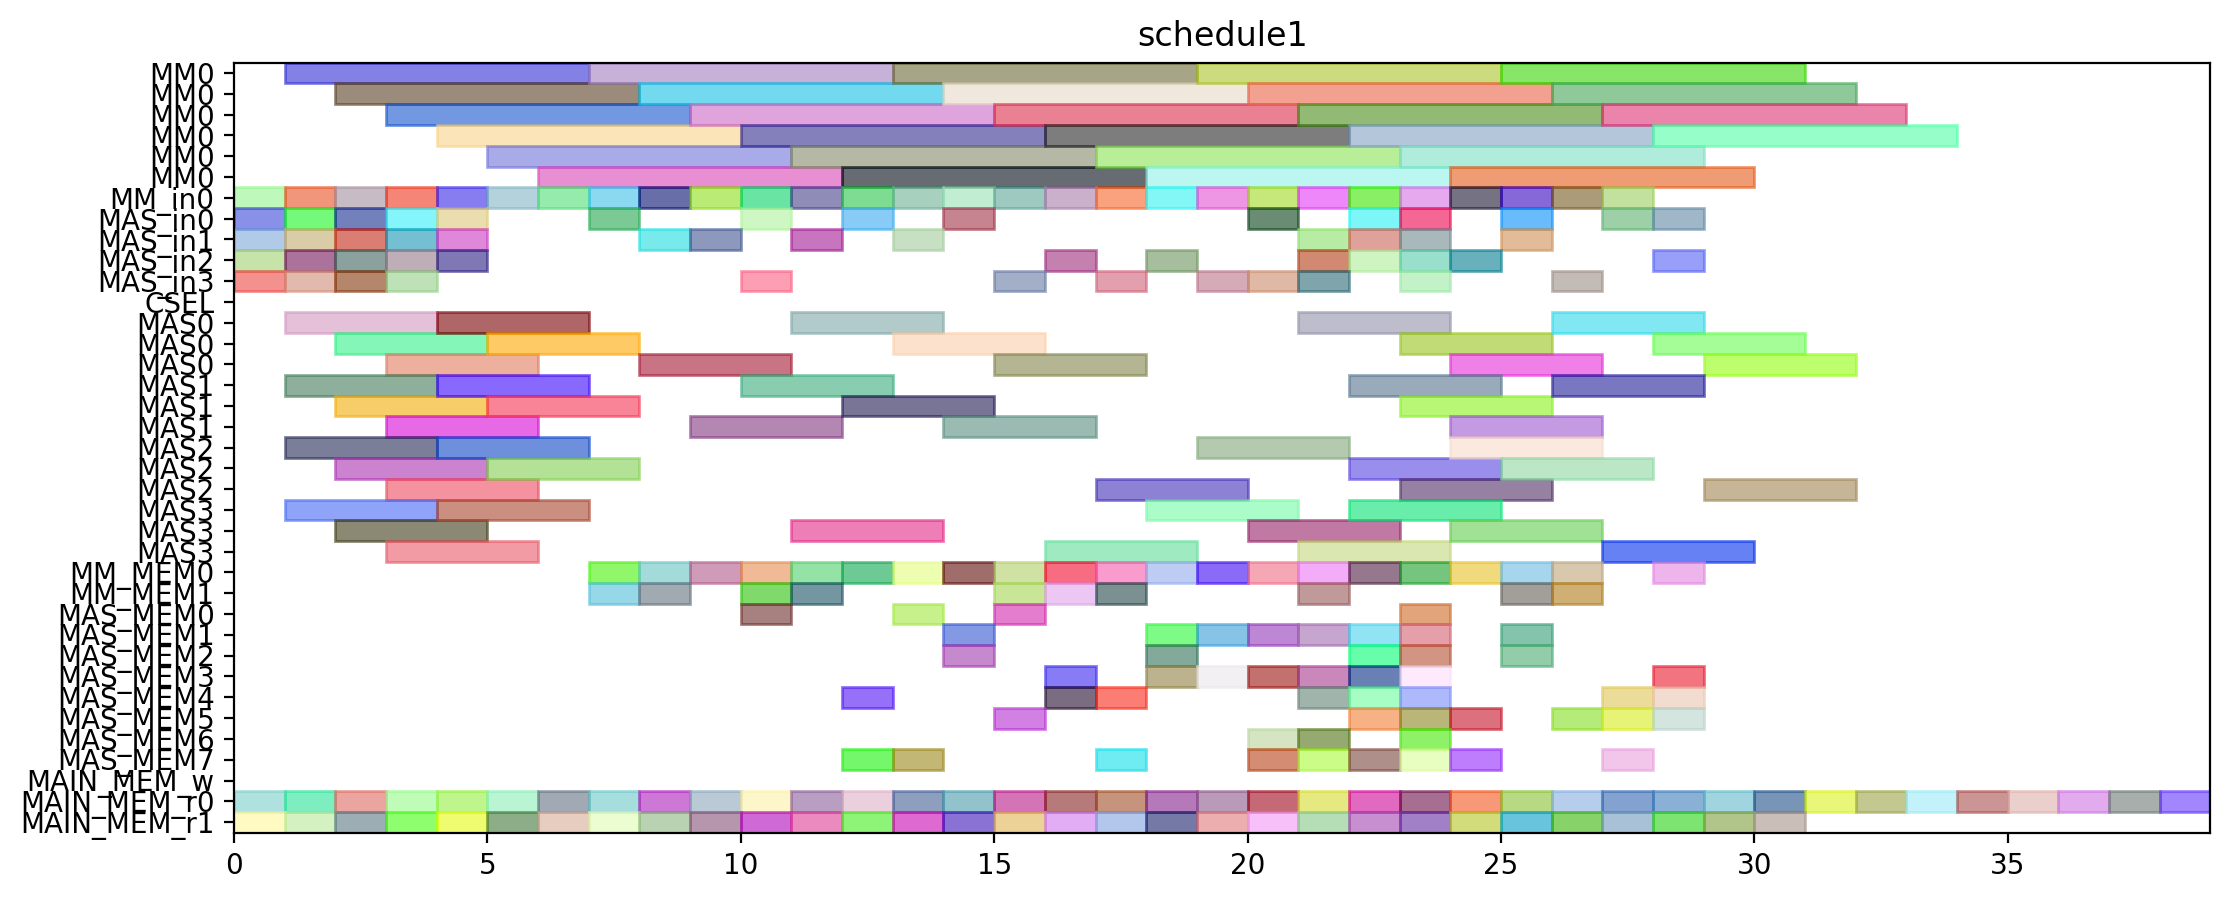 schedule1
MM0
MM0
MM0
MM0
MM0
MM0
MM_in0
MAS_in0
MAS_in1
MAS_in2
MAS_in3
CSEL
MAS0
MAS0
MAS0
MAS1
MAS1
MAS1
MAS2
MAS2
MAS2
MAS3
MAS3
MAS3
MM_MEM0
MM_MEM1
MAS_MEM0
MAS_MEM1
MAS_MEM2
MAS_MEM3
MAS_MEM4
MAS_MEM5
MAS_MEM6
MAS_MEM7
MAIN_MEM_w
MAIN_MEM_r0
MAIN_MEM_r1
0 5 10 15 20 25 30 35